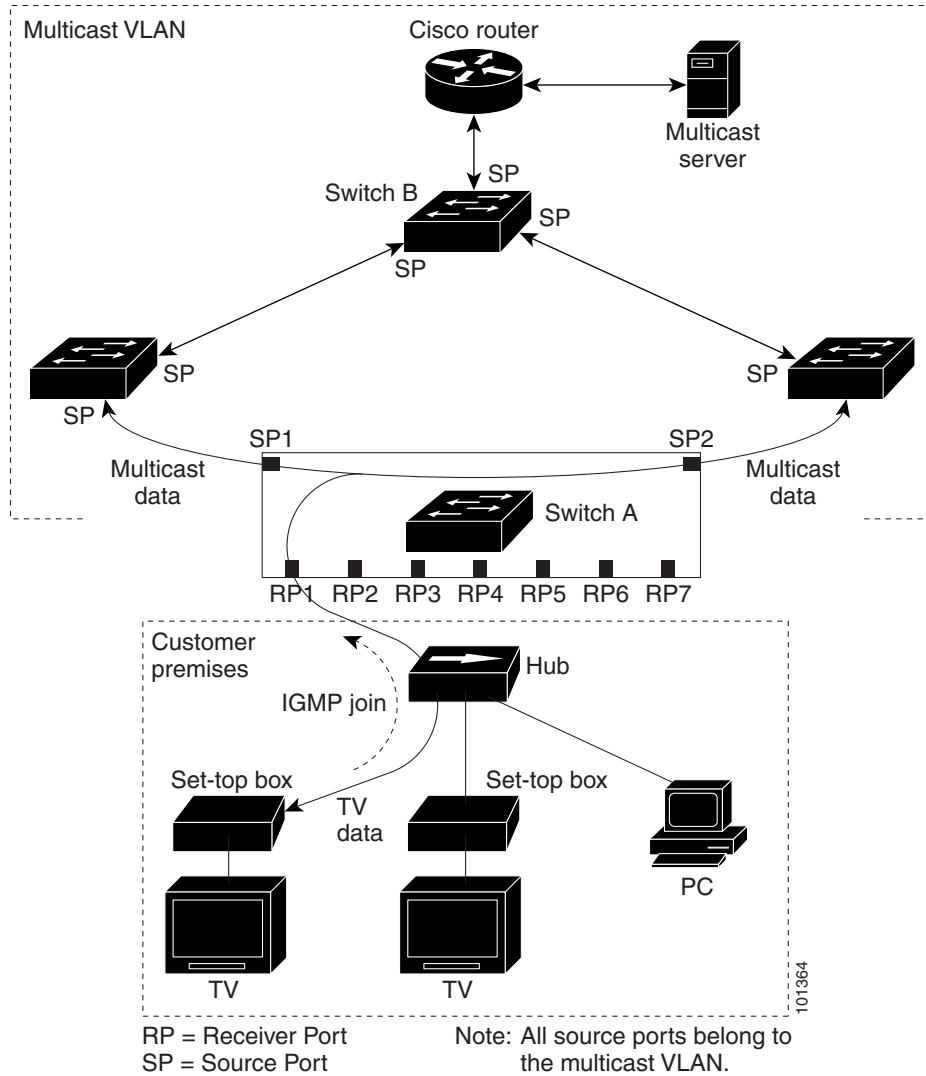 Multicast VLAN
Cisco router
Multicast
server
SP
Switch B
SP
SP
SP
SP
SP
SP1
SP2
Multicast
data
Multicast
data
Switch A
RP1 RP2 RP3 RP4 RP5 RP6 RP7
Customer
premises
Hub
IGMP join
Set-top box
Set-top box
TV
data
PC
TV
TV
101364
RP = Receiver Port
SP = Source Port
Note: All source ports belong to
the multicast VLAN.